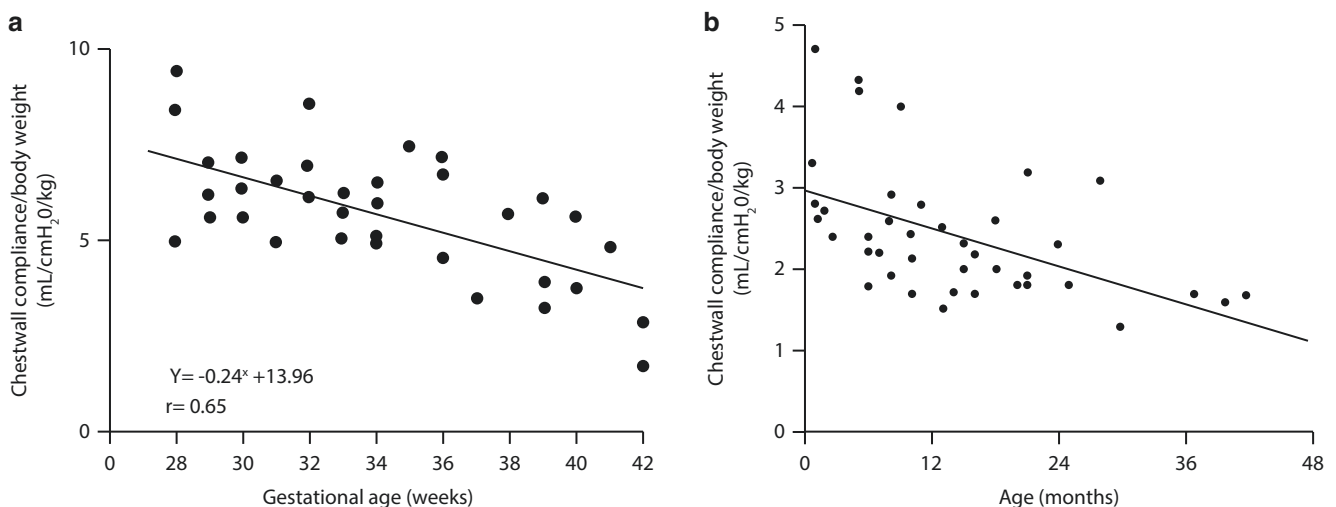 a
Chestwall compliance/body weight
(mL/cmH₂0/kg)
10
5
0
Y= -0.24ˣ +13.96
r= 0.65
0 28 30 32 34 36 38 40 42
Gestational age (weeks)
b
Chestwall compliance/body weight
(mL/cmH₂0/kg)
5
4
3
2
1
0
0 12 24 36 48
Age (months)